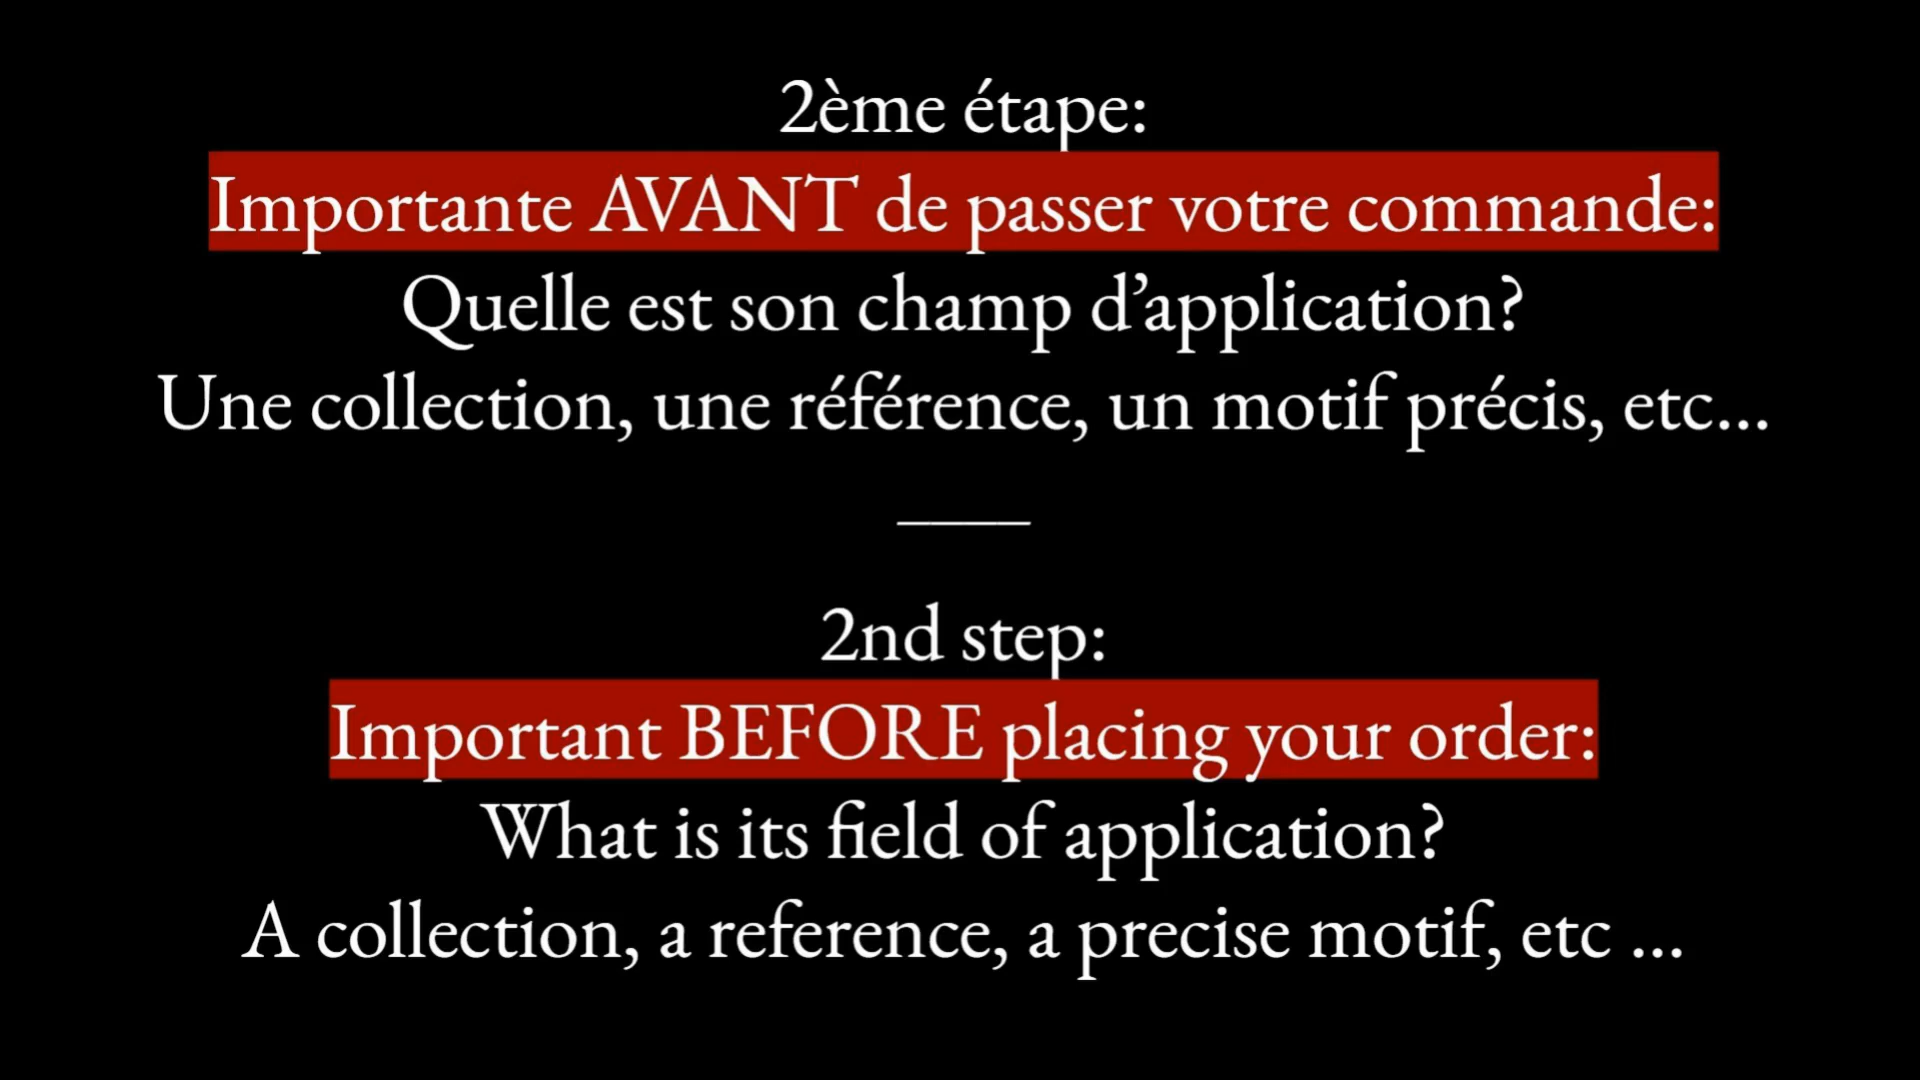 2ème étape:
Importante AVANT de passer votre commande:
Quelle est son champ d’application?
Une collection, une référence, un motif précis, etc...
____
2nd step:
Important BEFORE placing your order:
What is its field of application?
A collection, a reference, a precise motif, etc ...